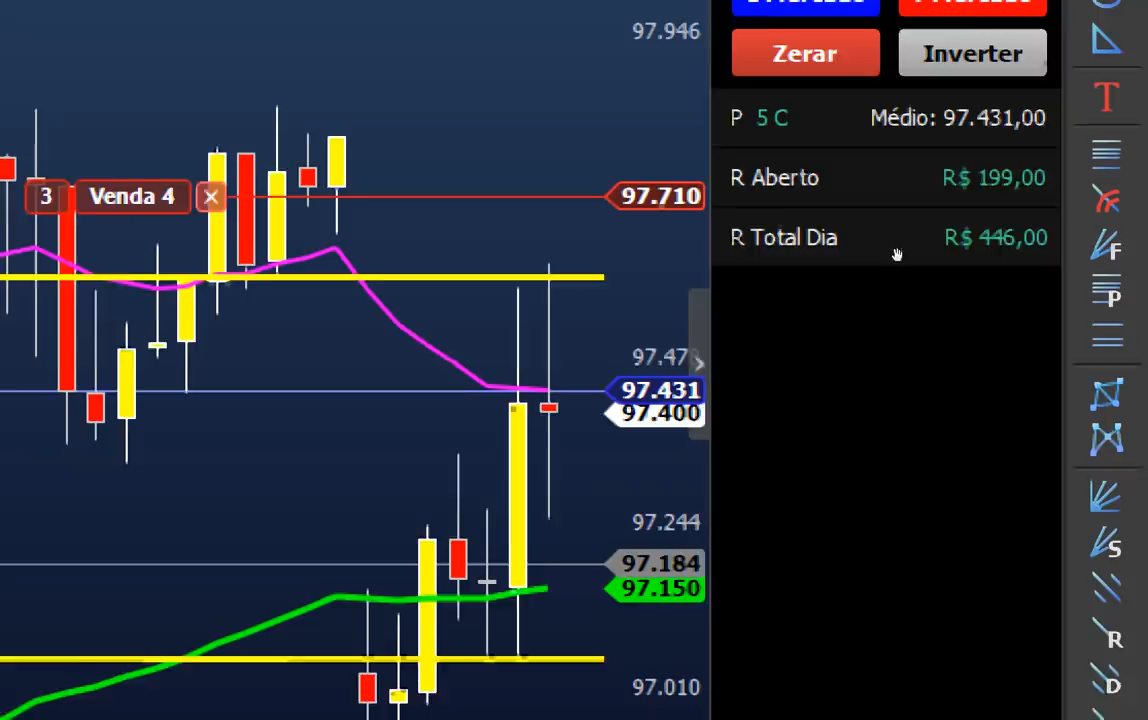 97.946
Zerar
Inverter
P 5 C
Médio: 97.431,00
R Aberto
R$ 199,00
R Total Dia
R$ 446,00
3
Venda 4
×
97.710
97.431
97.400
97.244
97.184
97.150
97.010
T
F
P
S
R
D